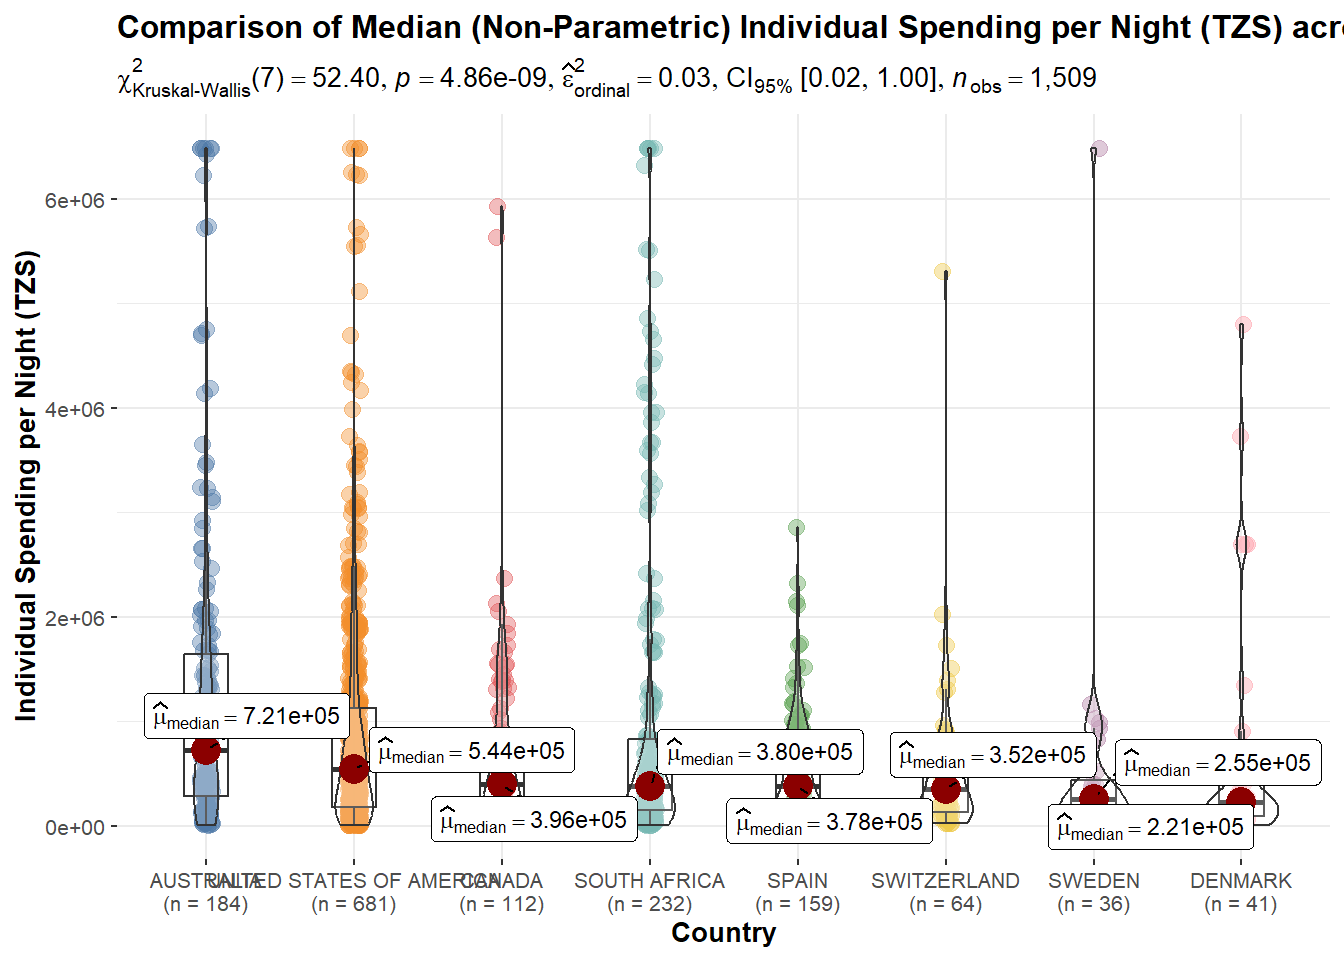 Comparison of Median (Non-Parametric) Individual Spending per Night (TZS) acr
χ²Kruskal-Wallis(7) = 52.40, p = 4.86e-09, ε̂²ordinal = 0.03, CI95% [0.02, 1.00], nobs = 1,509
Individual Spending per Night (TZS)
6e+06
4e+06
2e+06
0e+00
μ̂median = 7.21e+05
μ̂median = 5.44e+05
μ̂median = 3.96e+05
μ̂median = 3.80e+05
μ̂median = 3.78e+05
μ̂median = 3.52e+05
μ̂median = 2.55e+05
μ̂median = 2.21e+05
AUSTRALIA
(n = 184)
UNITED STATES OF AMERICA
(n = 681)
CANADA
(n = 112)
SOUTH AFRICA
(n = 232)
SPAIN
(n = 159)
SWITZERLAND
(n = 64)
SWEDEN
(n = 36)
DENMARK
(n = 41)
Country